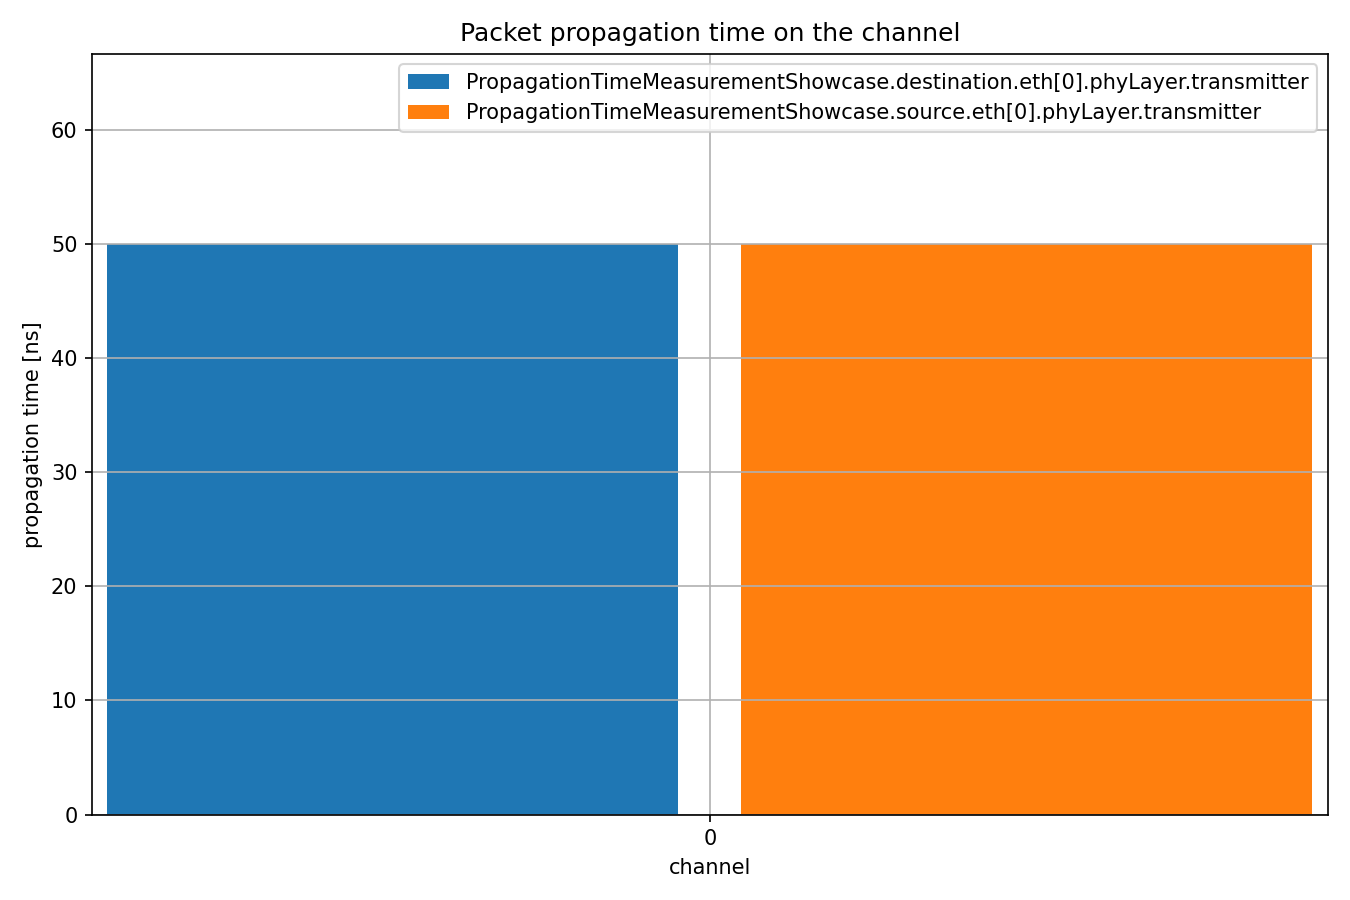 Packet propagation time on the channel
PropagationTimeMeasurementShowcase.destination.eth[0].phyLayer.transmitter
PropagationTimeMeasurementShowcase.source.eth[0].phyLayer.transmitter
60
50
40
30
20
10
0
propagation time [ns]
0
channel